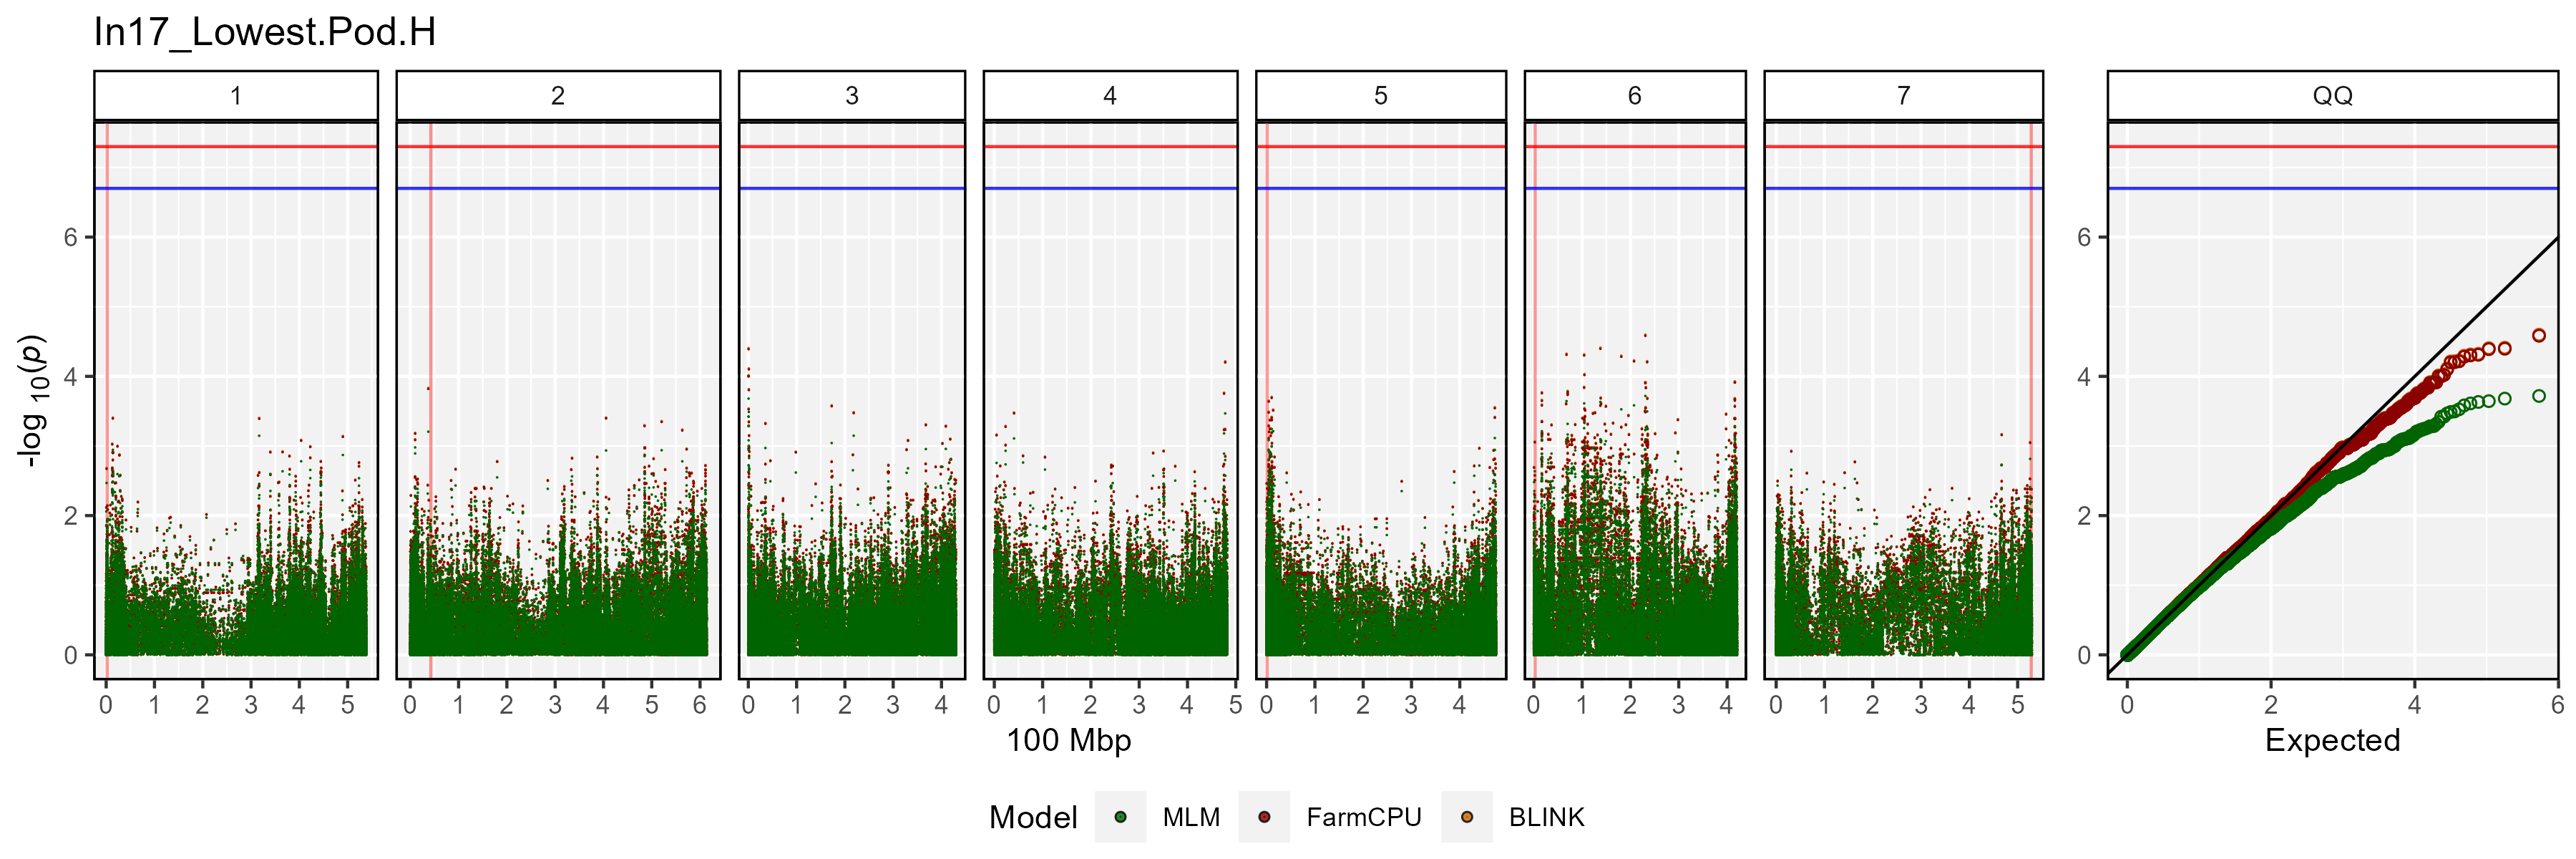 In17_Lowest.Pod.H
1 2 3 4 5 6 7 QQ
6 6
4 4
2 2
0 0
-log 10(p)
0 1 2 3 4 5 0 1 2 3 4 5 6 0 1 2 3 4 0 1 2 3 4 5 0 1 2 3 4 0 1 2 3 4 0 1 2 3 4 5 0 2 4 6
100 Mbp Expected
Model MLM FarmCPU BLINK